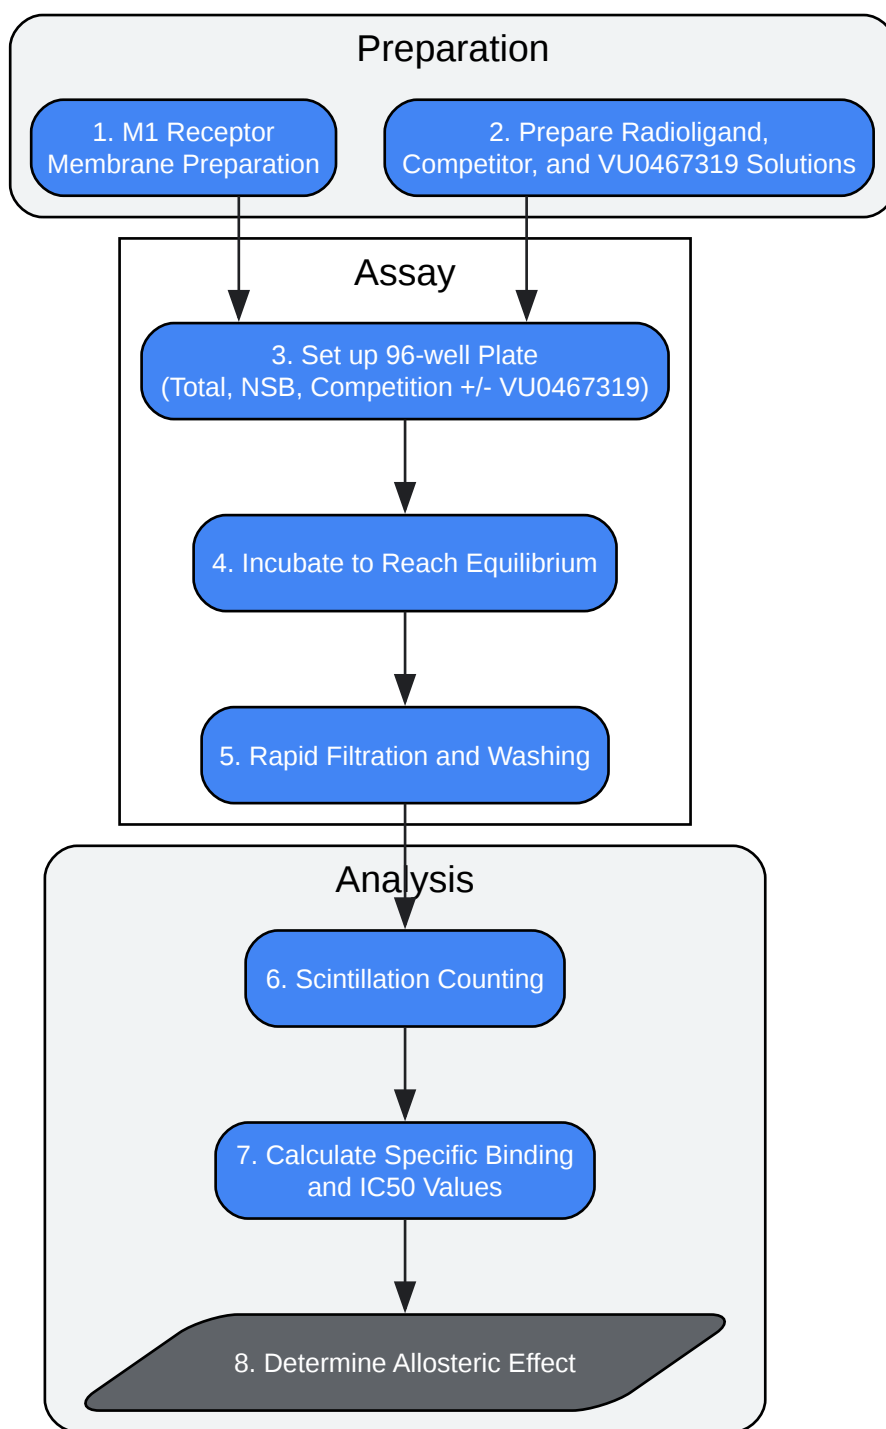 Preparation
1. M1 Receptor
Membrane Preparation
2. Prepare Radioligand,
Competitor, and VU0467319 Solutions
Assay
3. Set up 96-well Plate
(Total, NSB, Competition +/- VU0467319)
4. Incubate to Reach Equilibrium
5. Rapid Filtration and Washing
Analysis
6. Scintillation Counting
7. Calculate Specific Binding
and IC50 Values
8. Determine Allosteric Effect